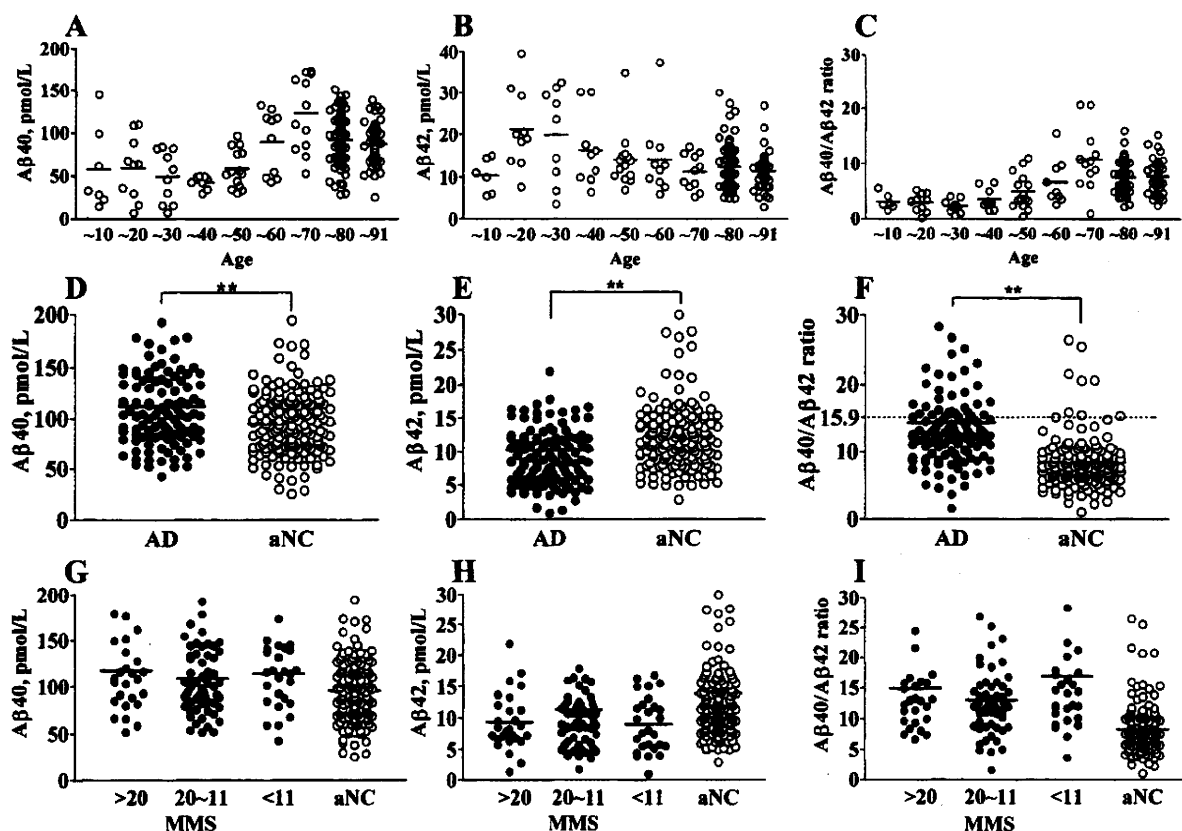 A
Aβ40, pmol/L
200
150
100
50
0
~10 ~20 ~30 ~40 ~50 ~60 ~70 ~80 ~91
Age
B
Aβ42, pmol/L
40
30
20
10
0
~10 ~20 ~30 ~40 ~50 ~60 ~70 ~80 ~91
Age
C
Aβ40/Aβ42 ratio
30
20
10
0
~10 ~20 ~30 ~40 ~50 ~60 ~70 ~80 ~91
Age
D
**
Aβ40, pmol/L
200
150
100
50
0
AD aNC
E
**
Aβ42, pmol/L
30
25
20
15
10
5
0
AD aNC
F
**
Aβ40/Aβ42 ratio
30
20
15.9
10
0
AD aNC
G
Aβ40, pmol/L
200
150
100
50
0
>20 20~11 <11 aNC
MMS
H
Aβ42, pmol/L
30
25
20
15
10
5
0
>20 20~11 <11 aNC
MMS
I
Aβ40/Aβ42 ratio
30
25
20
15
10
5
0
>20 20~11 <11 aNC
MMS